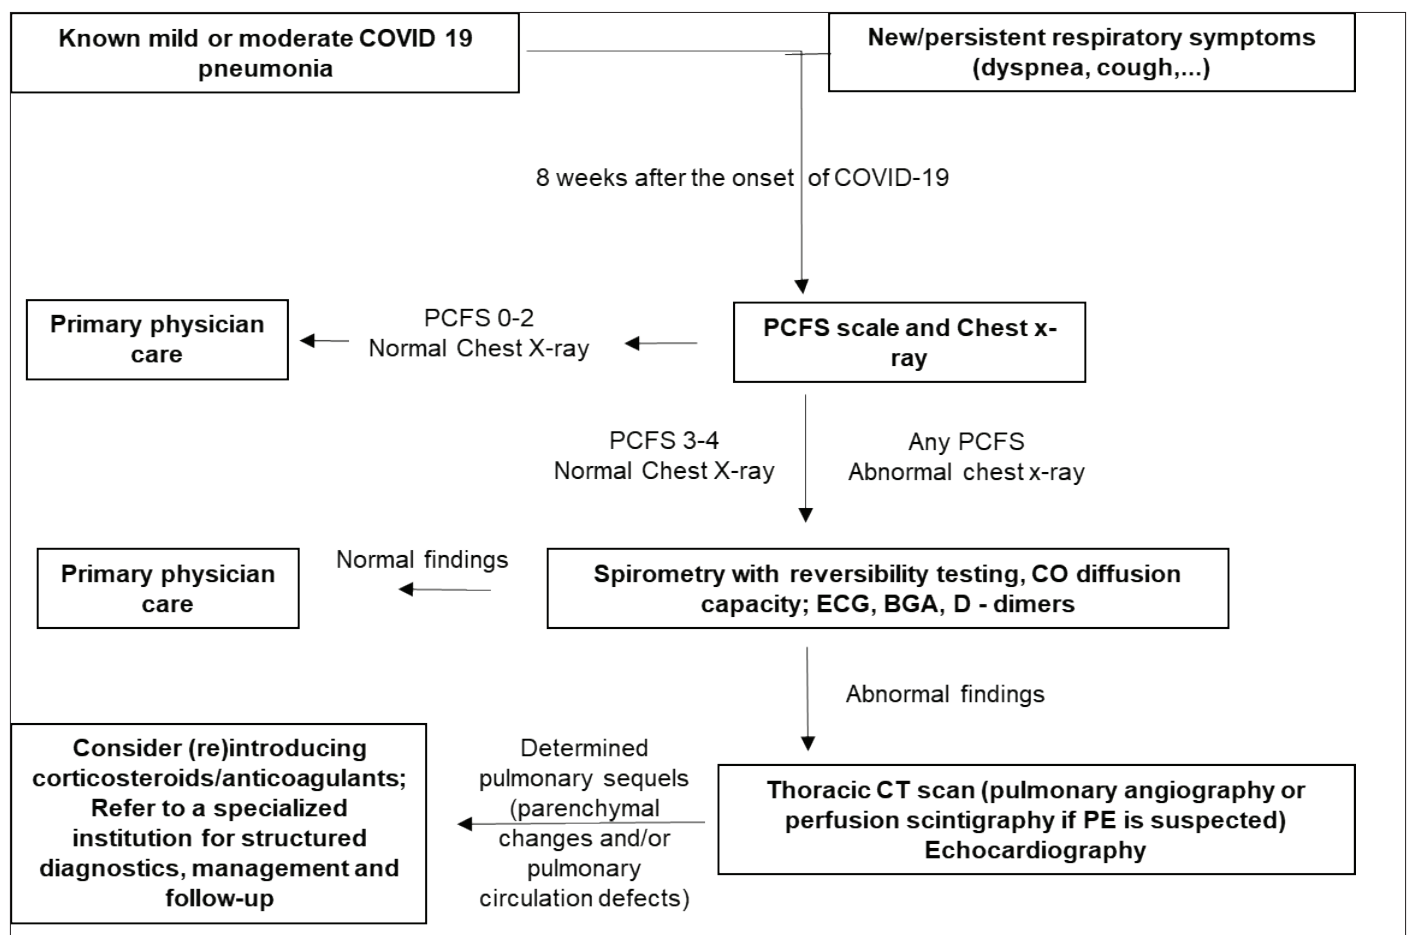 Known mild or moderate COVID 19
pneumonia
New/persistent respiratory symptoms
(dyspnea, cough,...)
8 weeks after the onset of COVID-19
Primary physician
care
PCFS 0-2
Normal Chest X-ray
PCFS scale and Chest x-
ray
PCFS 3-4
Normal Chest X-ray
Any PCFS
Abnormal chest x-ray
Primary physician
care
Normal findings
Spirometry with reversibility testing, CO diffusion
capacity; ECG, BGA, D - dimers
Abnormal findings
Consider (re)introducing
corticosteroids/anticoagulants;
Refer to a specialized
institution for structured
diagnostics, management and
follow-up
Determined
pulmonary sequels
(parenchymal
changes and/or
pulmonary
circulation defects)
Thoracic CT scan (pulmonary angiography or
perfusion scintigraphy if PE is suspected)
Echocardiography